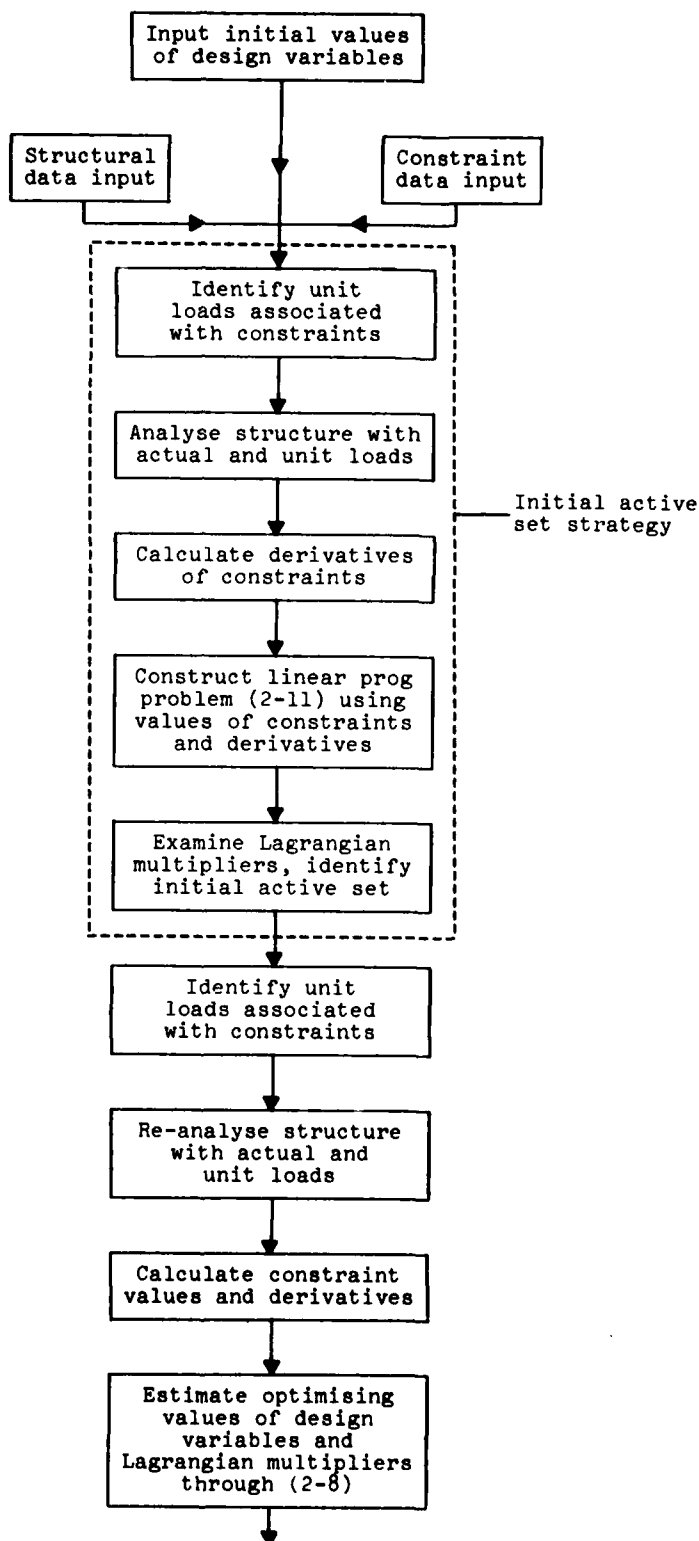 Input initial values
of design variables
Structural
data input
Constraint
data input
Identify unit
loads associated
with constraints
Analyse structure with
actual and unit loads
Initial active
set strategy
Calculate derivatives
of constraints
Construct linear prog
problem (2-11) using
values of constraints
and derivatives
Examine Lagrangian
multipliers, identify
initial active set
Identify unit
loads associated
with constraints
Re-analyse structure
with actual and
unit loads
Calculate constraint
values and derivatives
Estimate optimising
values of design
variables and
Lagrangian multipliers
through (2-8)